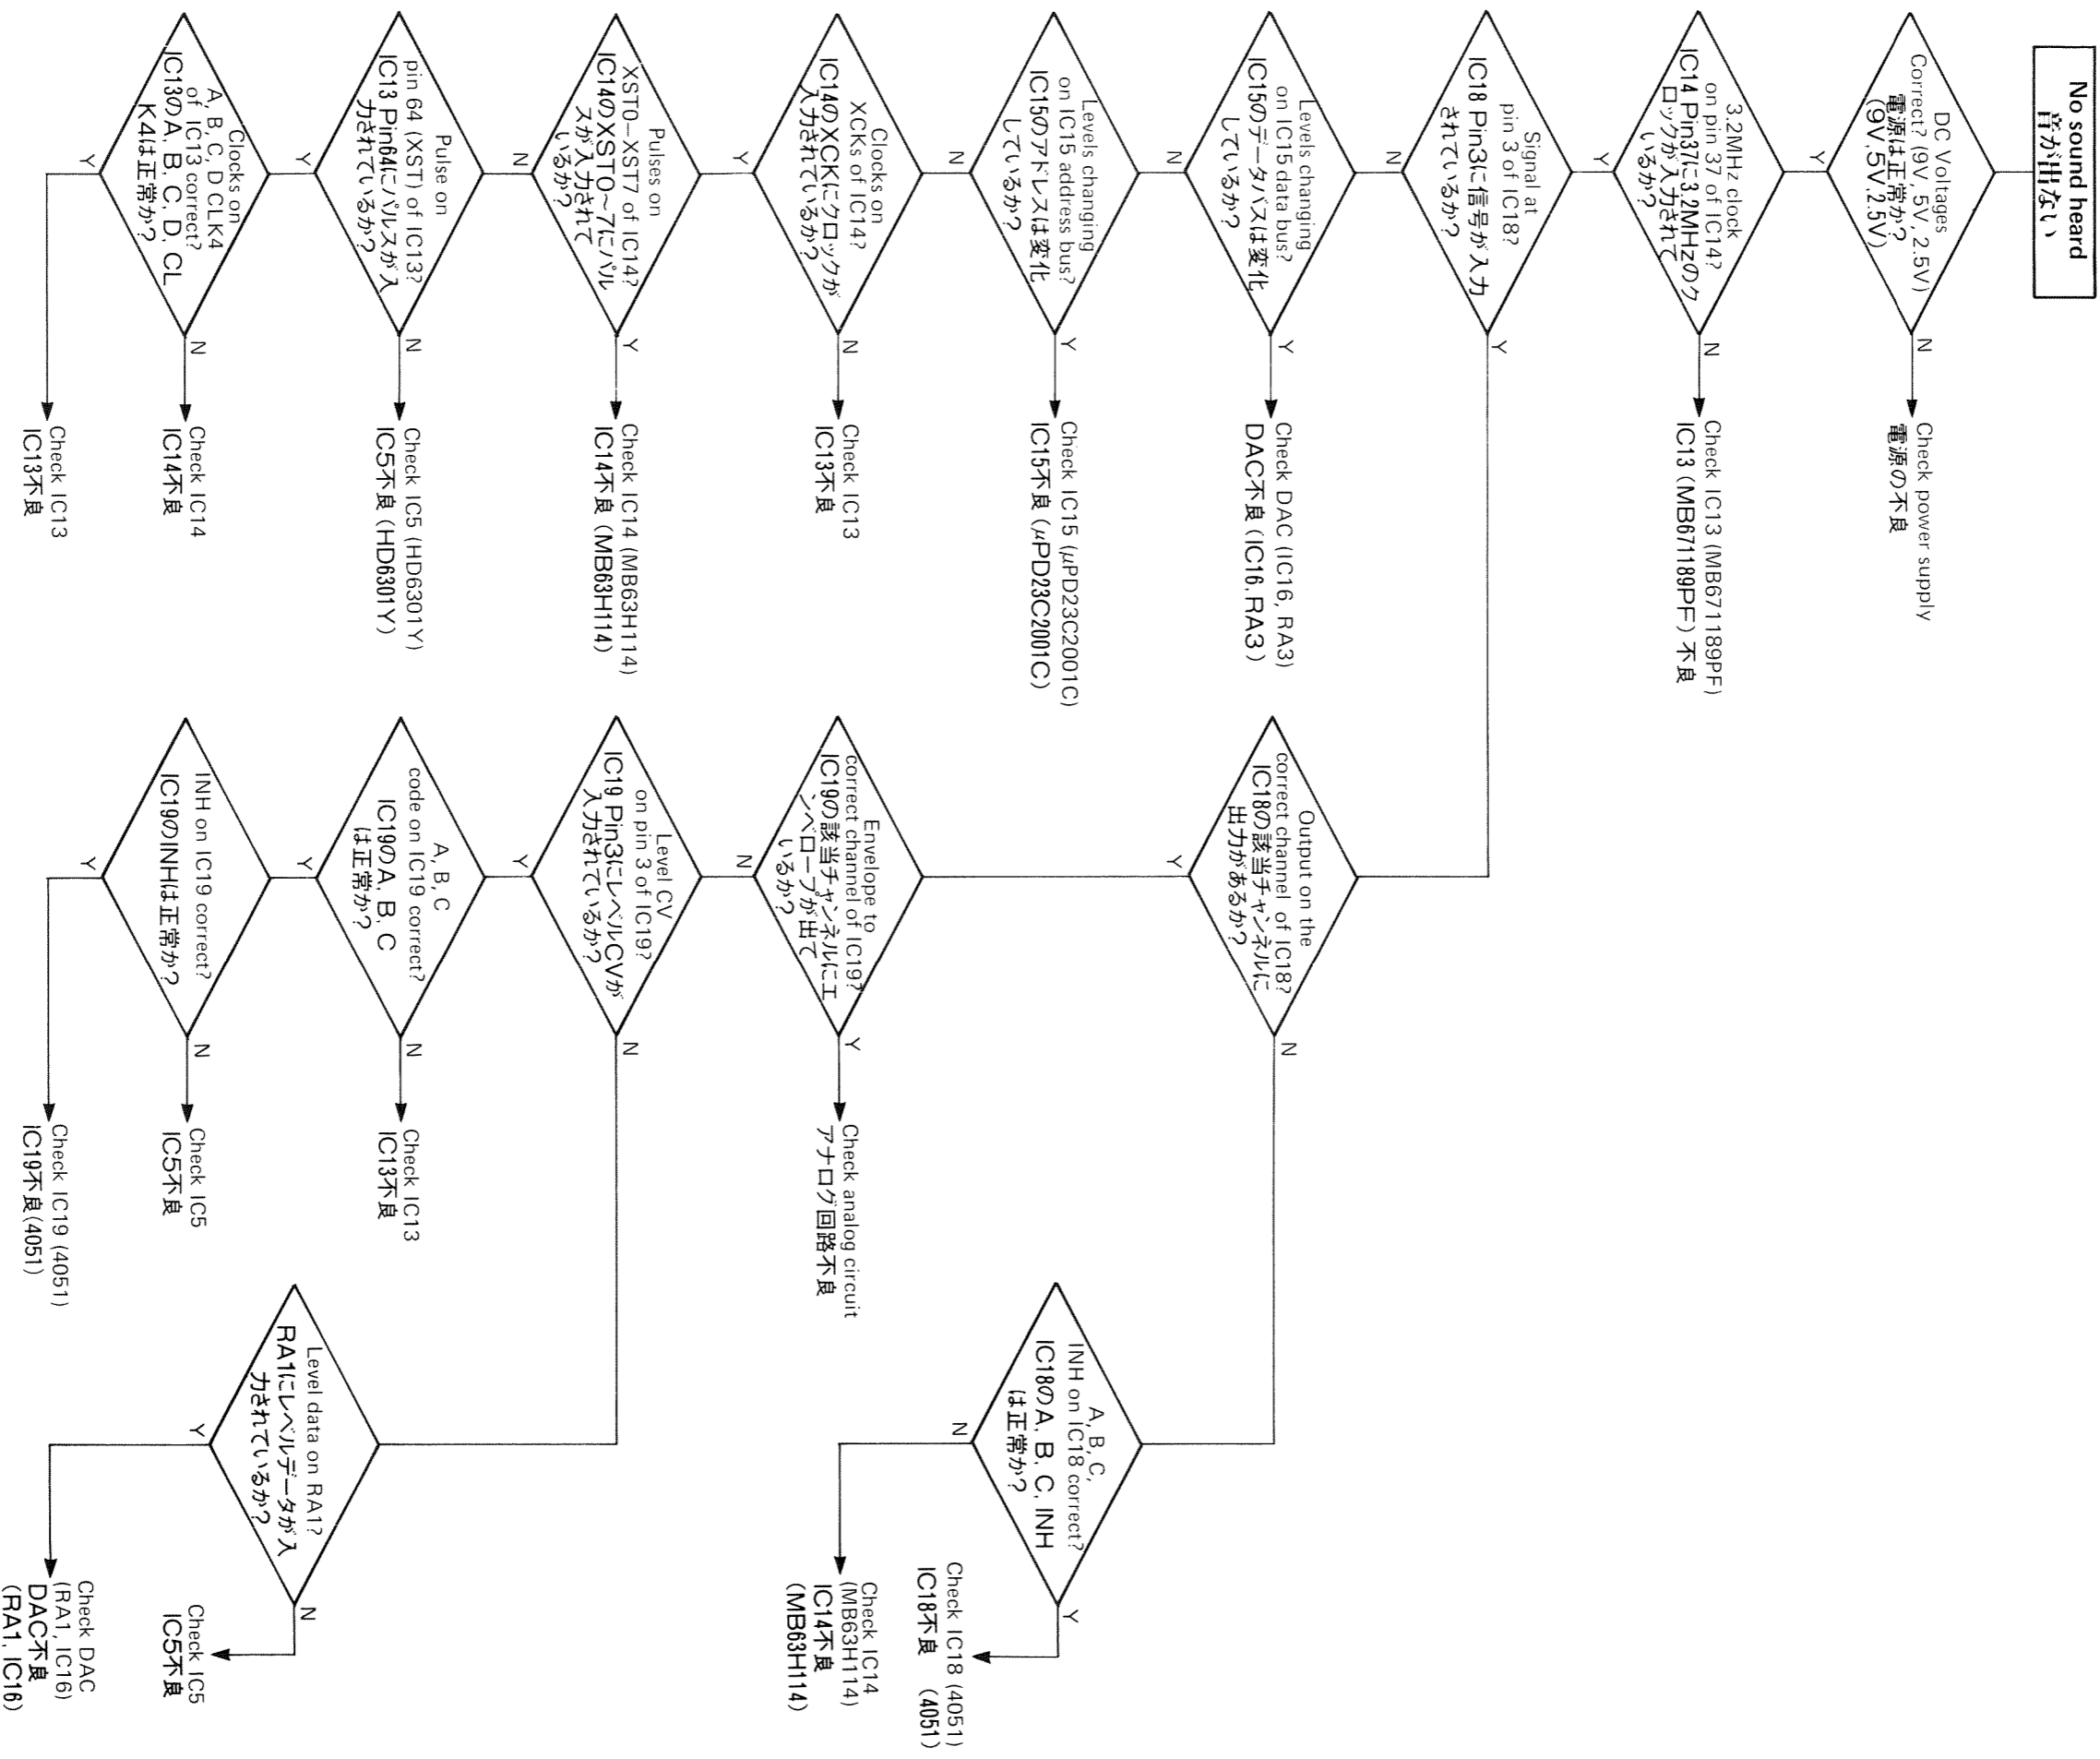 No sound heard
音が出ない
DC Voltages
Correct? (9V, 5V, 2.5V)
電源は正常か?
(9V.5V.2.5V)
Y
N
Check power supply
電源の不良
3.2MHz clock
on pin 37 of IC14?
IC14 Pin37に3.2MHzのク
ロックが入力されて
いるか?
Y
N
Check IC13 (MB671189PF)
IC13 (MB671189PF) 不良
Signal at
pin 3 of IC18?
IC18 Pin3に信号が入力
されているか?
N
Y
Levels changing
on IC15 data bus?
IC15のデータバスは変化
しているか?
N
Y
Check DAC (IC16, RA3)
DAC不良 (IC16, RA3)
Levels changing
on IC15 address bus?
IC15のアドレスは変化
しているか?
N
Y
Check IC15 (μPD23C2001C)
IC15不良 (μPD23C2001C)
Clocks on
XCKs of IC14?
IC14のXCKにクロックが
入力されているか?
Y
N
Check IC13
IC13不良
Pulses on
XST0−XST7 of IC14?
IC14のXST0~7にパル
スが入力されて
いるか?
N
Y
Check IC14 (MB63H114)
IC14不良 (MB63H114)
Pulse on
pin 64 (XST) of IC13?
IC13 Pin64にパルスが入
力されているか?
Y
N
Check IC5 (HD6301Y)
IC5不良 (HD6301Y)
Clocks on
A, B, C, D CLK4
of IC13 correct?
IC13のA, B, C, D, CL
K4は正常か?
Y
N
Check IC14
IC14不良
Check IC13
IC13不良
Output on the
correct channel of IC18?
IC18の該当チャンネルに
出力があるか?
Y
N
Envelope to
correct channel of IC19?
IC19の該当チャンネルにエ
ンベロープが出て
いるか?
N
Y
Check analog circuit
アナログ回路不良
Level CV
on pin 3 of IC19?
IC19 Pin3にレベルCVが
入力されているか?
Y
N
A, B, C
code on IC19 correct?
IC19のA, B, C
は正常か?
Y
N
Check IC13
IC13不良
INH on IC19 correct?
IC19のINHは正常か?
Y
N
Check IC5
IC5不良
Check IC19 (4051)
IC19不良(4051)
A, B, C,
INH on IC18 correct?
IC18のA, B, C, INH
は正常か?
N
Y
Check IC18 (4051)
IC18不良 (4051)
Check IC14
(MB63H114)
IC14不良
(MB63H114)
Level data on RA1?
RA1にレベルデータが入
力されているか?
Y
N
Check IC5
IC5不良
Check DAC
(RA1, IC16)
DAC不良
(RA1, IC16)